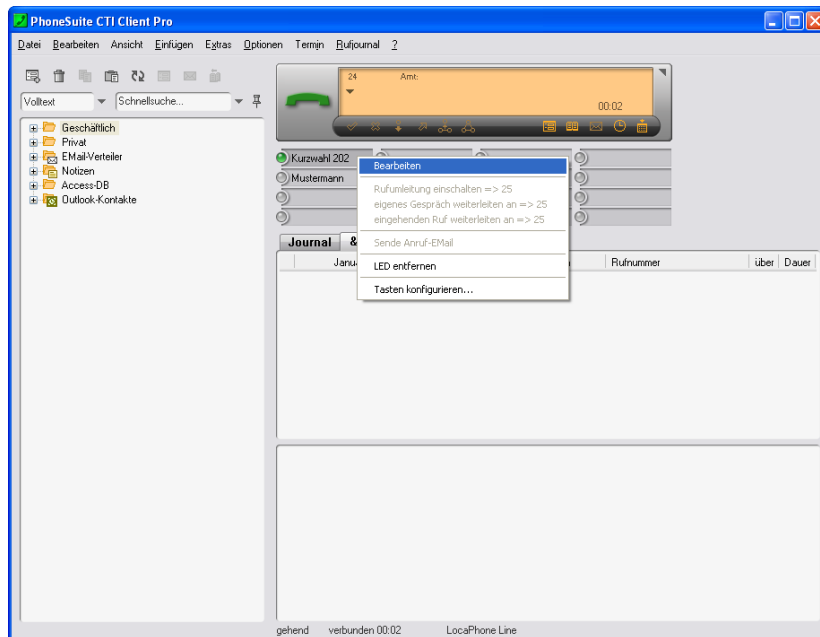 PhoneSuite CTI Client Pro
Datei Bearbeiten Ansicht Einfügen Extras Optionen Termin Rufjournal ?
Volltext Schnellsuche...
Geschäftlich
Privat
EMail-Verteiler
Notizen
Access-DB
Outlook-Kontakte
24 Amt:
00:02
Kurzwahl 202
Mustermann
Bearbeiten
Rufumleitung einschalten => 25
eigenes Gespräch weiterleiten an => 25
eingehenden Ruf weiterleiten an => 25
Sende Anruf-EMail
LED entfernen
Tasten konfigurieren...
Journal &
Janu Rufnummer über Dauer
gehend verbunden 00:02 LocaPhone Line